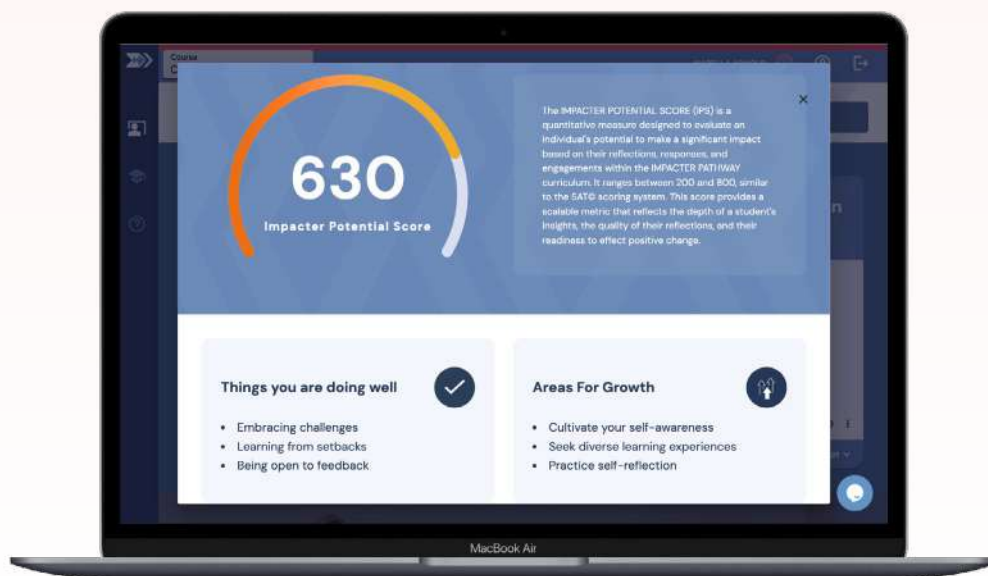 Course
630
Impacter Potential Score
The IMPACTER POTENTIAL SCORE (IPS) is a
quantitative measure designed to evaluate an
individual's potential to make a significant impact
based on their reflections, responses, and
engagements within the IMPACTER PATHWAY
curriculum. It ranges between 200 and 800, similar
to the SAT© scoring system. This score provides a
scalable metric that reflects the depth of a student's
insights, the quality of their reflections, and their
readiness to effect positive change.
Things you are doing well
• Embracing challenges
• Learning from setbacks
• Being open to feedback
Areas For Growth
• Cultivate your self-awareness
• Seek diverse learning experiences
• Practice self-reflection
MacBook Air